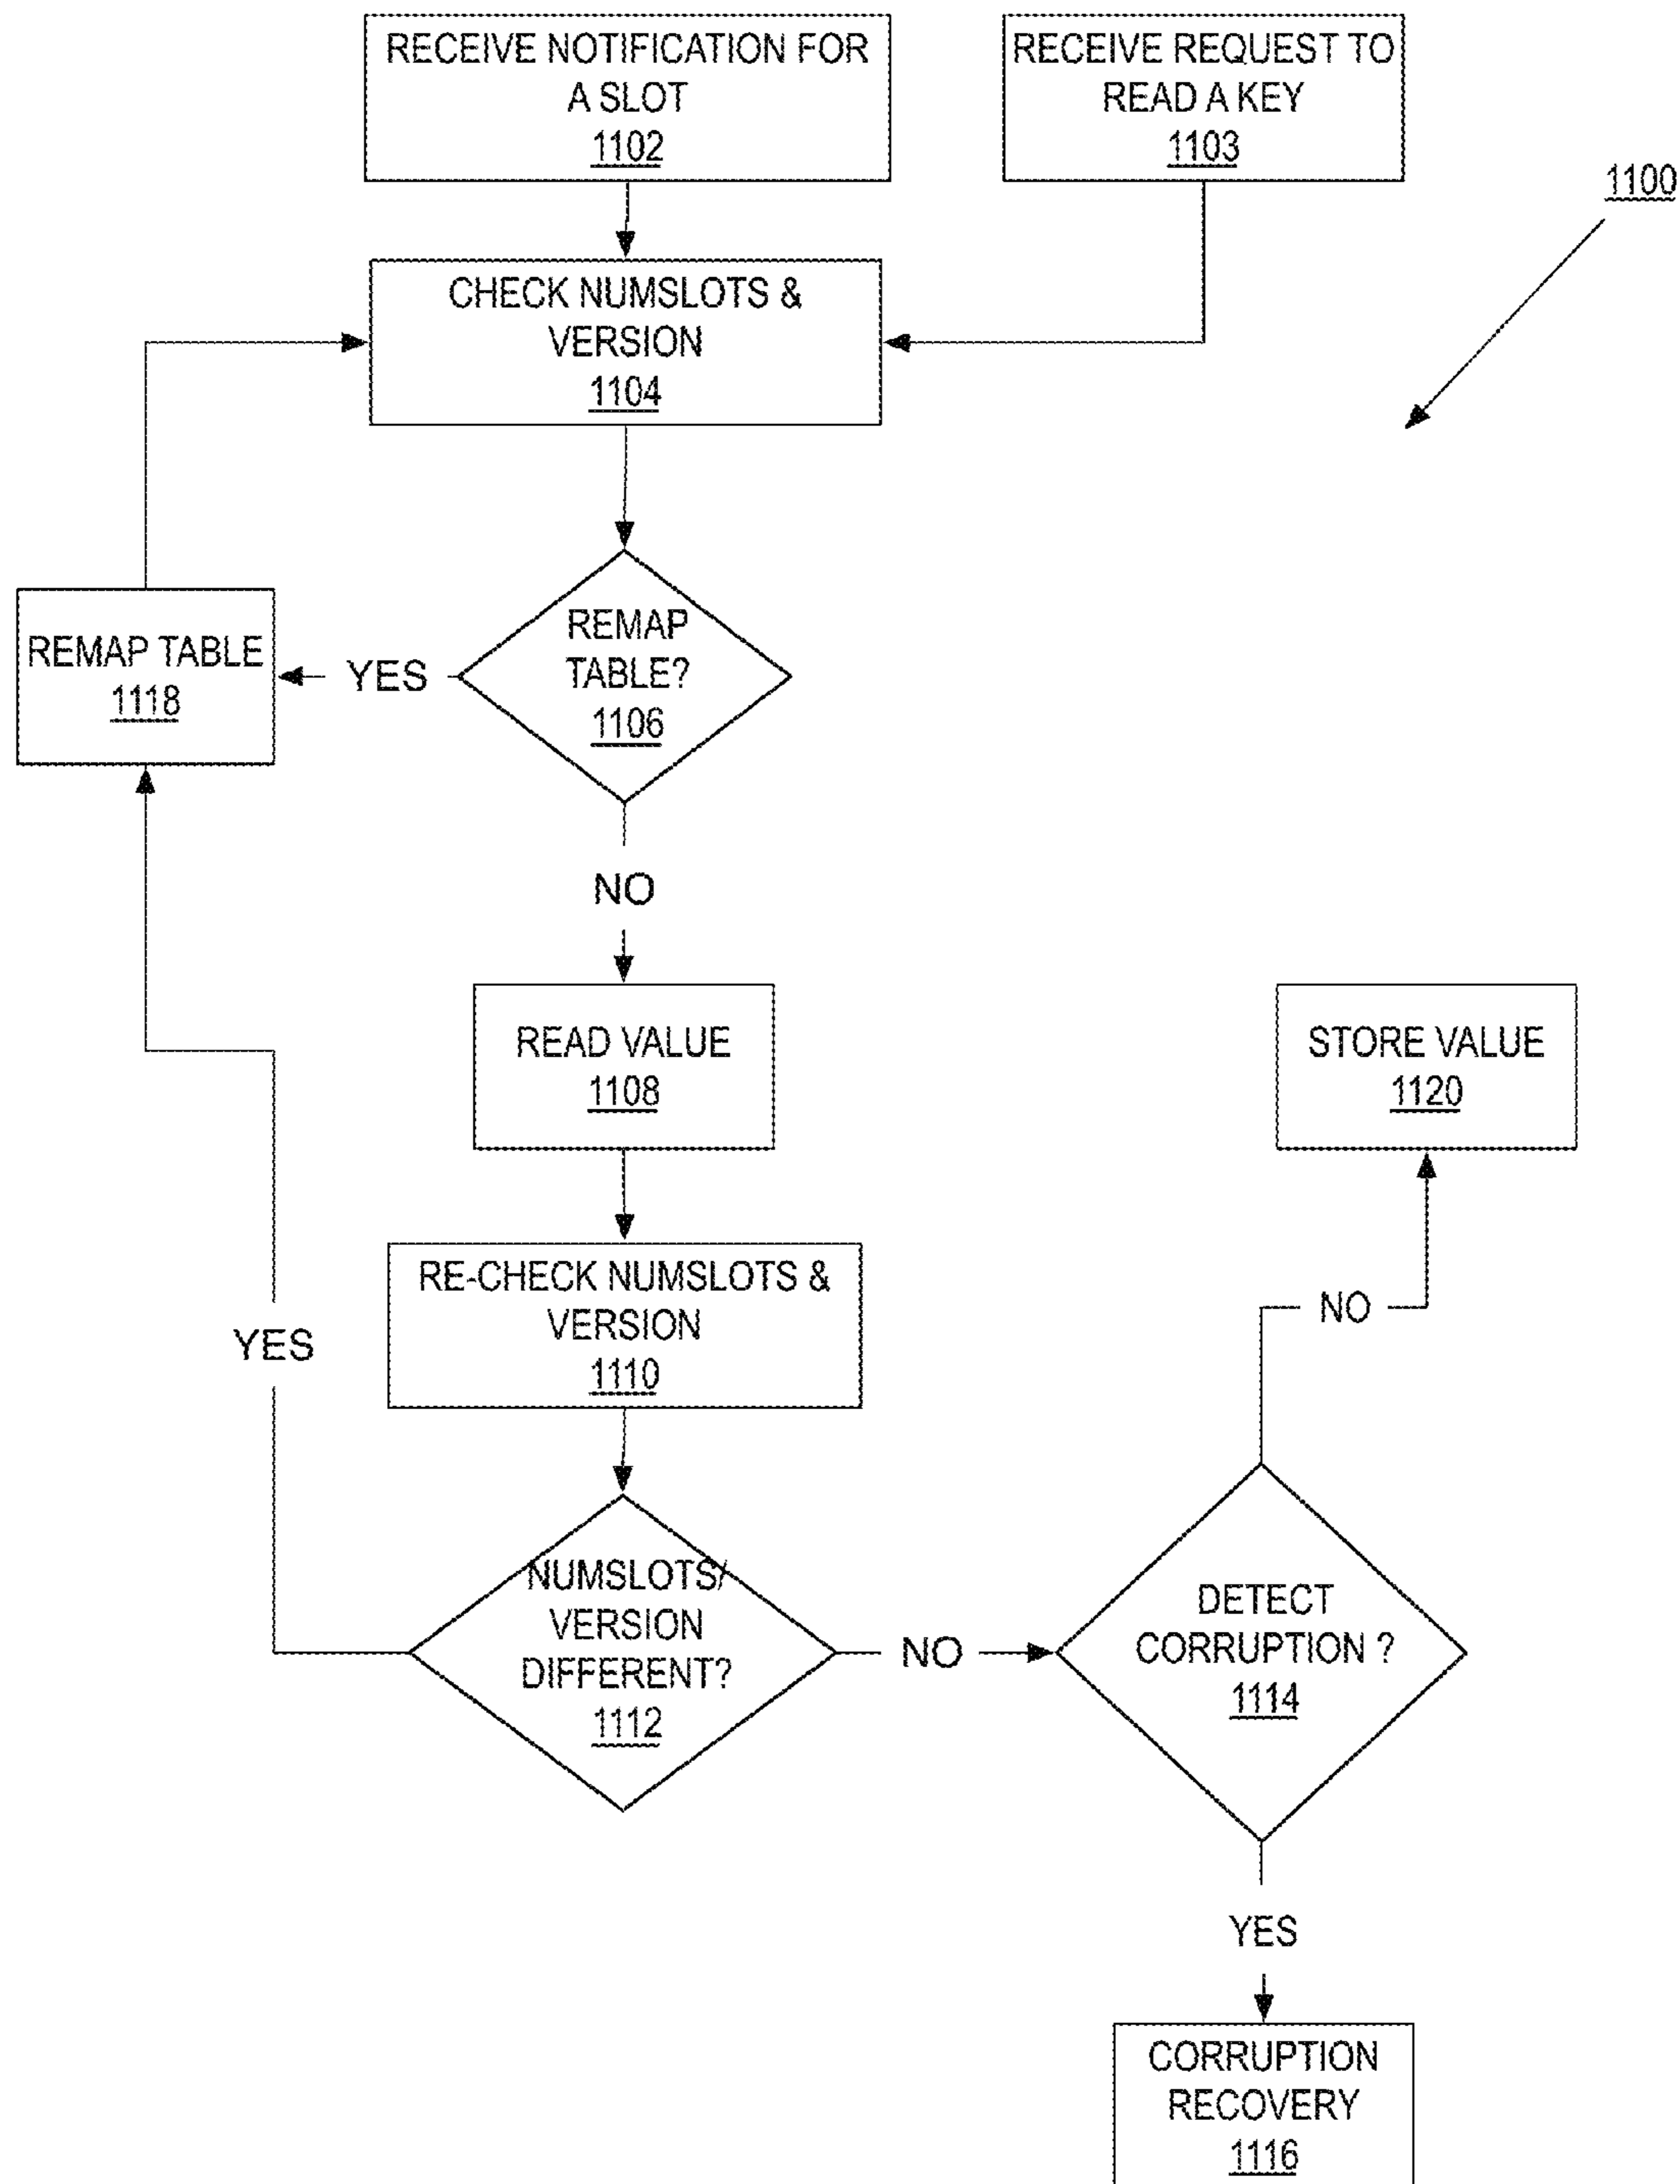 RECEIVE NOTIFICATION FOR
A SLOT
1102
RECEIVE REQUEST TO
READ A KEY
1103
1100
CHECK NUMSLOTS &
VERSION
1104
REMAP
TABLE?
1106
YES
REMAP TABLE
1118
NO
READ VALUE
1108
STORE VALUE
1120
RE-CHECK NUMSLOTS &
VERSION
1110
YES
NO
NUMSLOTS/
VERSION
DIFFERENT?
1112
NO
DETECT
CORRUPTION ?
1114
YES
CORRUPTION
RECOVERY
1116